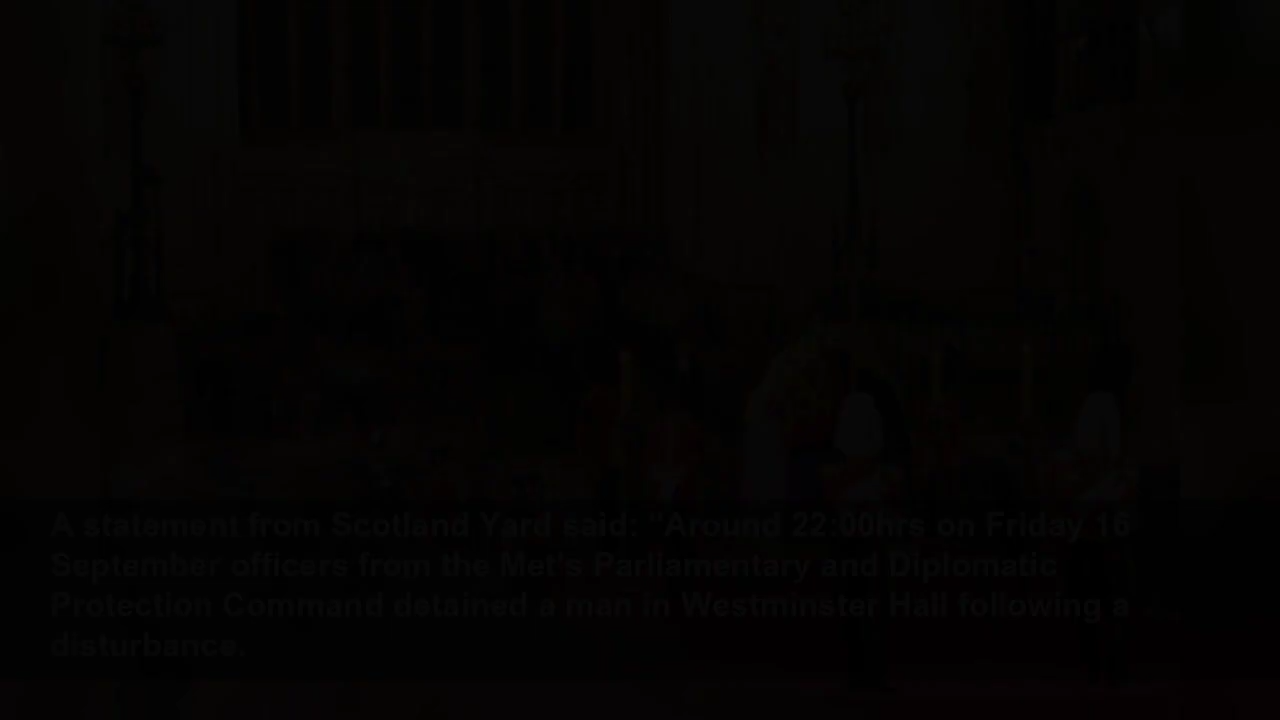 A statement from Scotland Yard said: "Around 22:00hrs on Friday 16
September officers from the Met's Parliamentary and Diplomatic
Protection Command detained a man in Westminster Hall following a
disturbance.